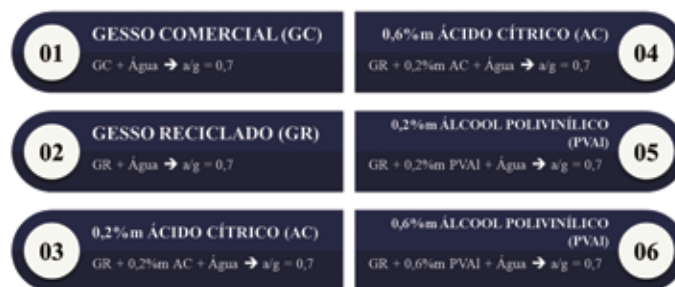 01
GESSO COMERCIAL (GC)
GC + Água → a/g = 0,7
02
GESSO RECICLADO (GR)
GR + Água → a/g = 0,7
03
0,2%m ÁCIDO CÍTRICO (AC)
GR + 0,2%m AC + Água → a/g = 0,7
0,6%m ÁCIDO CÍTRICO (AC)
04
GR + 0,2%m AC + Água → a/g = 0,7
0,2%m ÁLCOOL POLIVINÍLICO
(PVAl)
05
GR + 0,2%m PVAl + Água → a/g = 0,7
0,6%m ÁLCOOL POLIVINÍLICO
(PVAl)
06
GR + 0,6%m PVAl + Água → a/g = 0,7